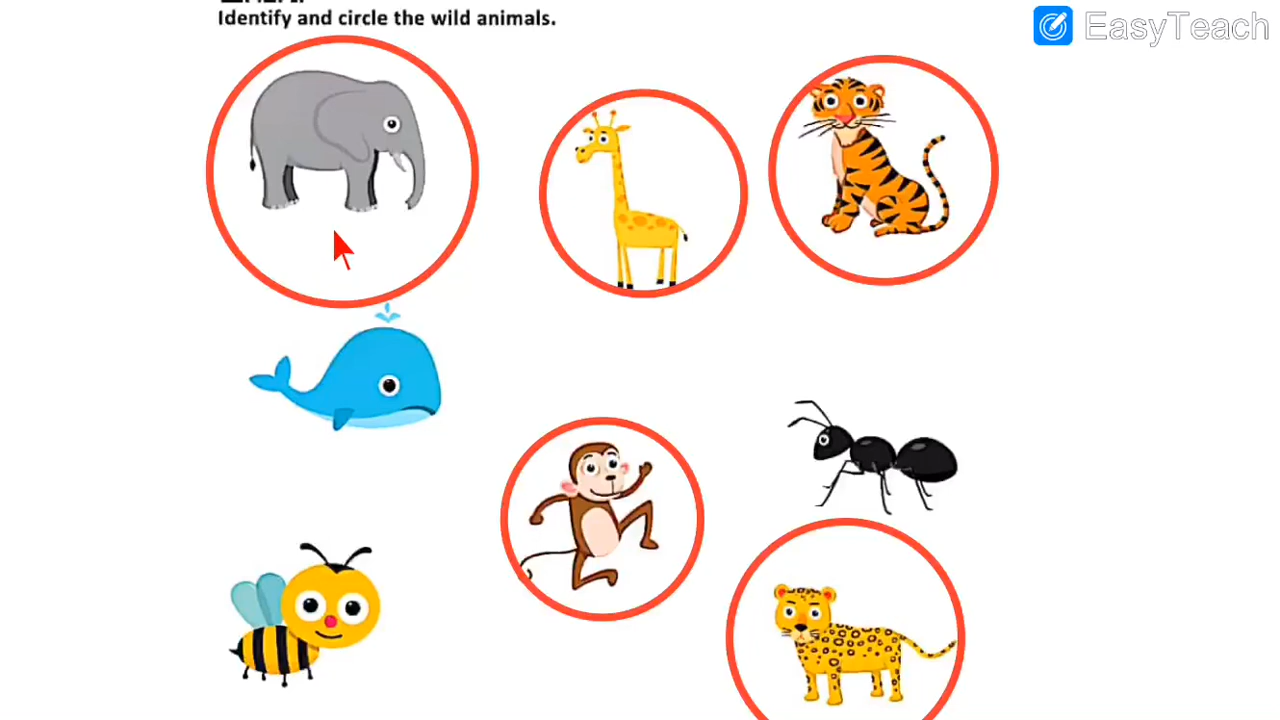 Identify and circle the wild animals.
EasyTeach